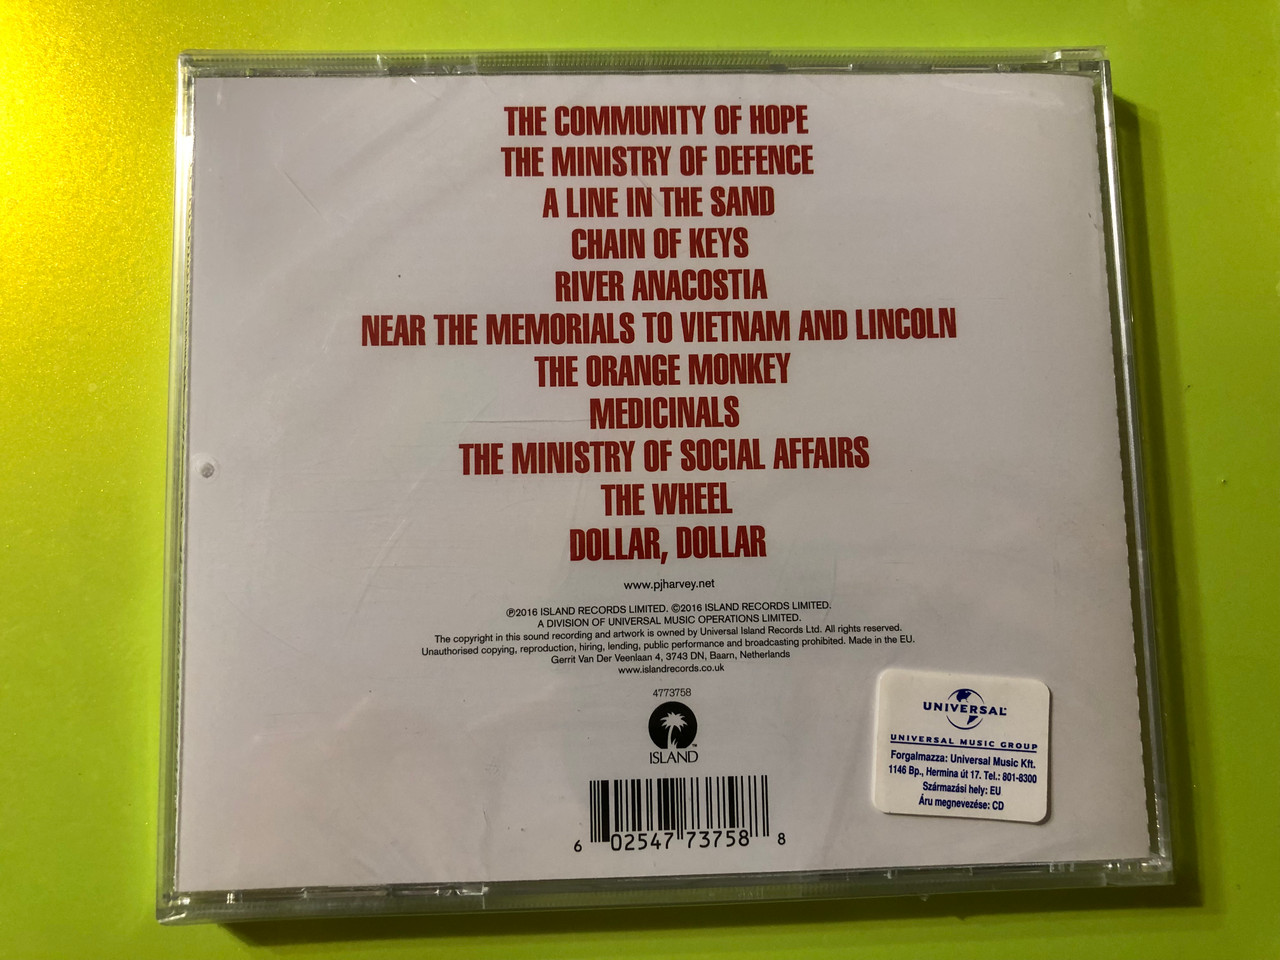 THE COMMUNITY OF HOPE
THE MINISTRY OF DEFENCE
A LINE IN THE SAND
CHAIN OF KEYS
RIVER ANACOSTIA
NEAR THE MEMORIALS TO VIETNAM AND LINCOLN
THE ORANGE MONKEY
MEDICINALS
THE MINISTRY OF SOCIAL AFFAIRS
THE WHEEL
DOLLAR, DOLLAR
www.pjharvey.net
℗2016 ISLAND RECORDS LIMITED. ©2016 ISLAND RECORDS LIMITED.
A DIVISION OF UNIVERSAL MUSIC OPERATIONS LIMITED.
The copyright in this sound recording and artwork is owned by Universal Island Records Ltd. All rights reserved.
Unauthorised copying, reproduction, hiring, lending, public performance and broadcasting prohibited. Made in the EU.
Gerrit Van Der Veenlaan 4, 3743 DN, Baarn, Netherlands
www.islandrecords.co.uk
4773758
ISLAND™
6 02547 73758 8
UNIVERSAL
UNIVERSAL MUSIC GROUP
Forgalmazza: Universal Music Kft.
1146 Bp., Hermina út 17. Tel.: 801-8300
Származási hely: EU
Áru megnevezése: CD